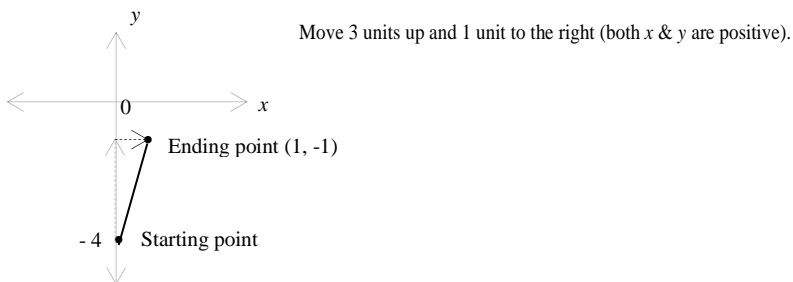 y
Move 3 units up and 1 unit to the right (both x & y are positive).
0
x
Ending point (1, -1)
- 4
Starting point